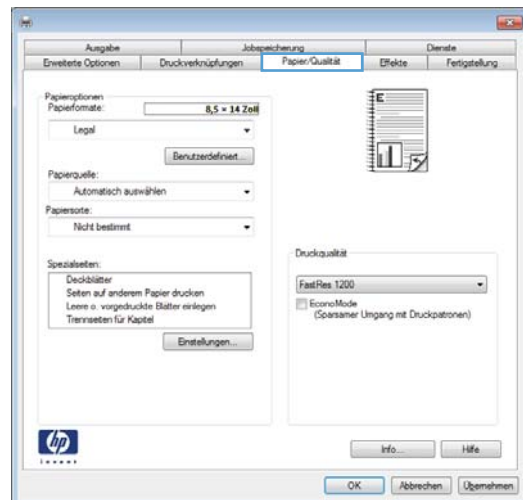 Ausgabe
Jobspeicherung
Dienste
Erweiterte Optionen
Druckverknüpfungen
Papier/Qualität
Effekte
Fertigstellung
Papieroptionen
Papierformate:
8,5 × 14 Zoll
Legal
Benutzerdefiniert...
Papierquelle:
Automatisch auswählen
Papiersorte:
Nicht bestimmt
Spezialseiten:
Deckblätter
Seiten auf anderem Papier drucken
Leere o. vorgedruckte Blätter einlegen
Trennseiten für Kapitel
Einstellungen...
E
Druckqualität
FastRes 1200
EconoMode
(Sparsamer Umgang mit Druckpatronen)
hp
invent
Info...
Hilfe
OK
Abbrechen
Übernehmen